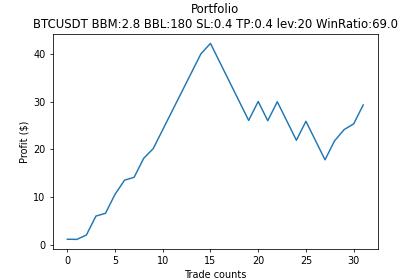 Portfolio
BTCUSDT BBM:2.8 BBL:180 SL:0.4 TP:0.4 lev:20 WinRatio:69.0
40
30
20
10
0
Profit ($)
0 5 10 15 20 25 30
Trade counts